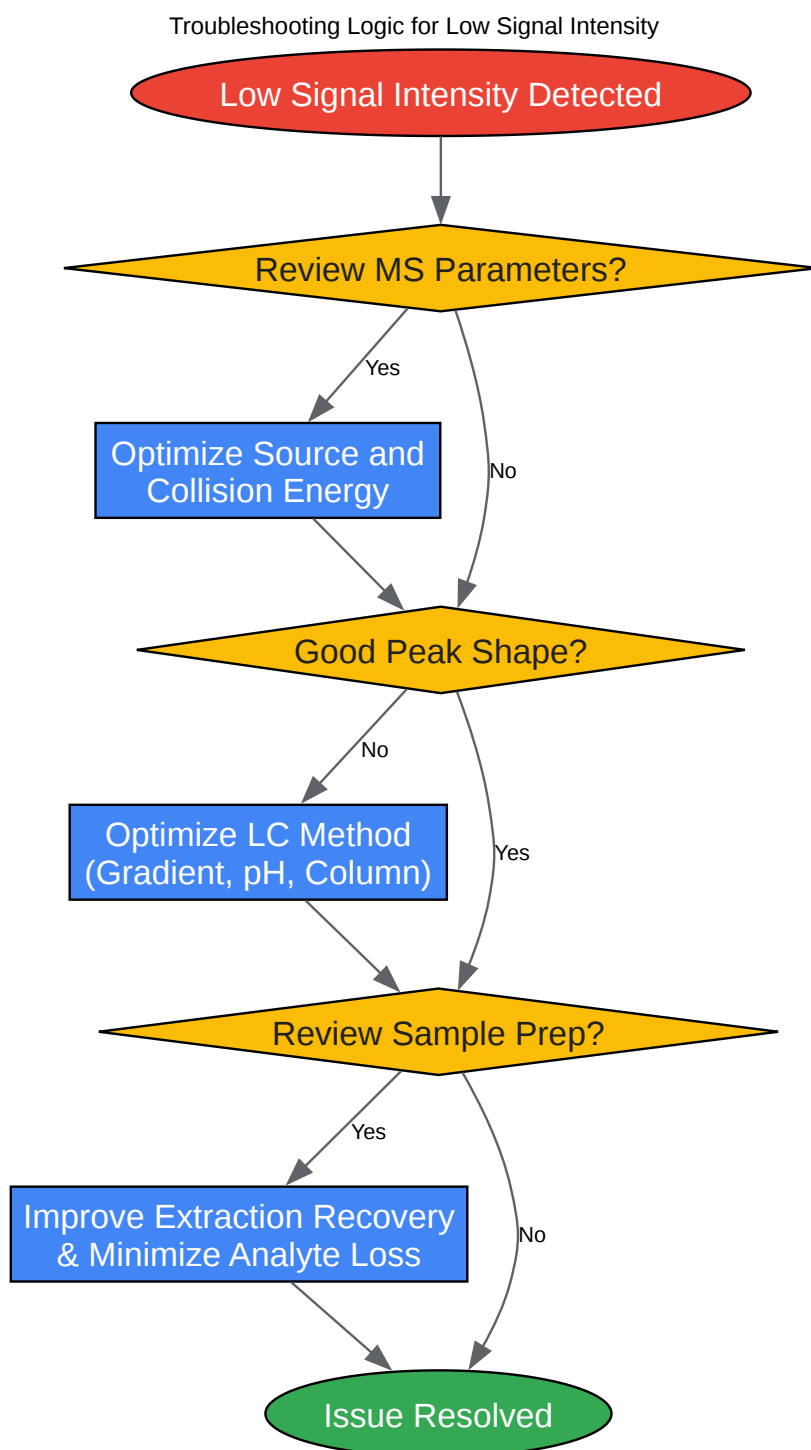 Troubleshooting Logic for Low Signal Intensity
Low Signal Intensity Detected
Review MS Parameters?
Yes
Optimize Source and
Collision Energy
No
Good Peak Shape?
No
Optimize LC Method
(Gradient, pH, Column)
Yes
Review Sample Prep?
Yes
Improve Extraction Recovery
& Minimize Analyte Loss
No
Issue Resolved